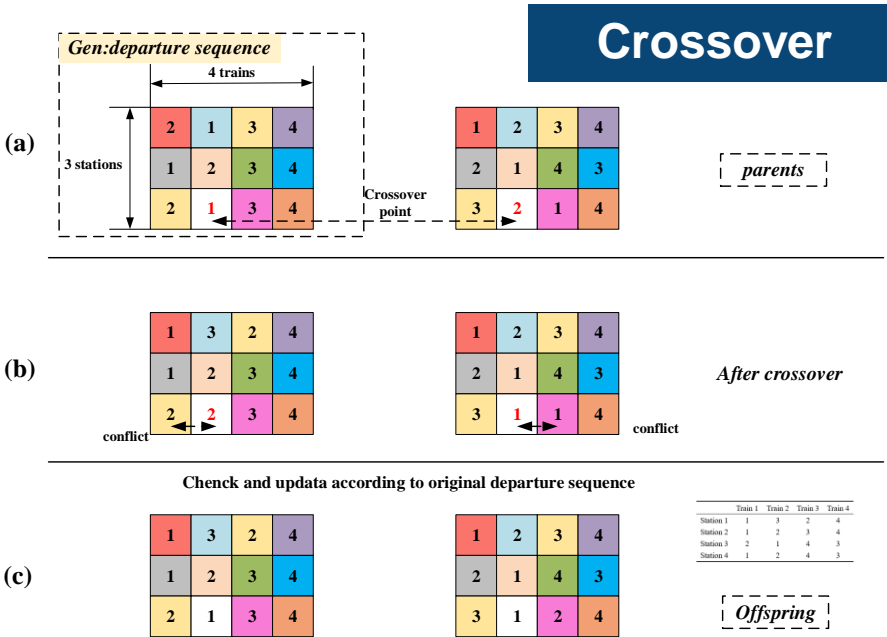 Crossover
Gen:departure sequence
4 trains
(a)
3 stations
2 1 3 4
1 2 3 4
2 1 3 4
Crossover
point
1 2 3 4
2 1 4 3
3 2 1 4
parents
(b)
1 3 2 4
1 2 3 4
2 2 3 4
conflict
1 2 3 4
2 1 4 3
3 1 1 4
conflict
After crossover
Chenck and updata according to original departure sequence
(c)
1 3 2 4
1 2 3 4
2 1 3 4
1 2 3 4
2 1 4 3
3 1 2 4
Train 1 Train 2 Train 3 Train 4
Station 1 1 3 2 4
Station 2 1 2 3 4
Station 3 2 1 4 3
Station 4 1 2 4 3
Offspring